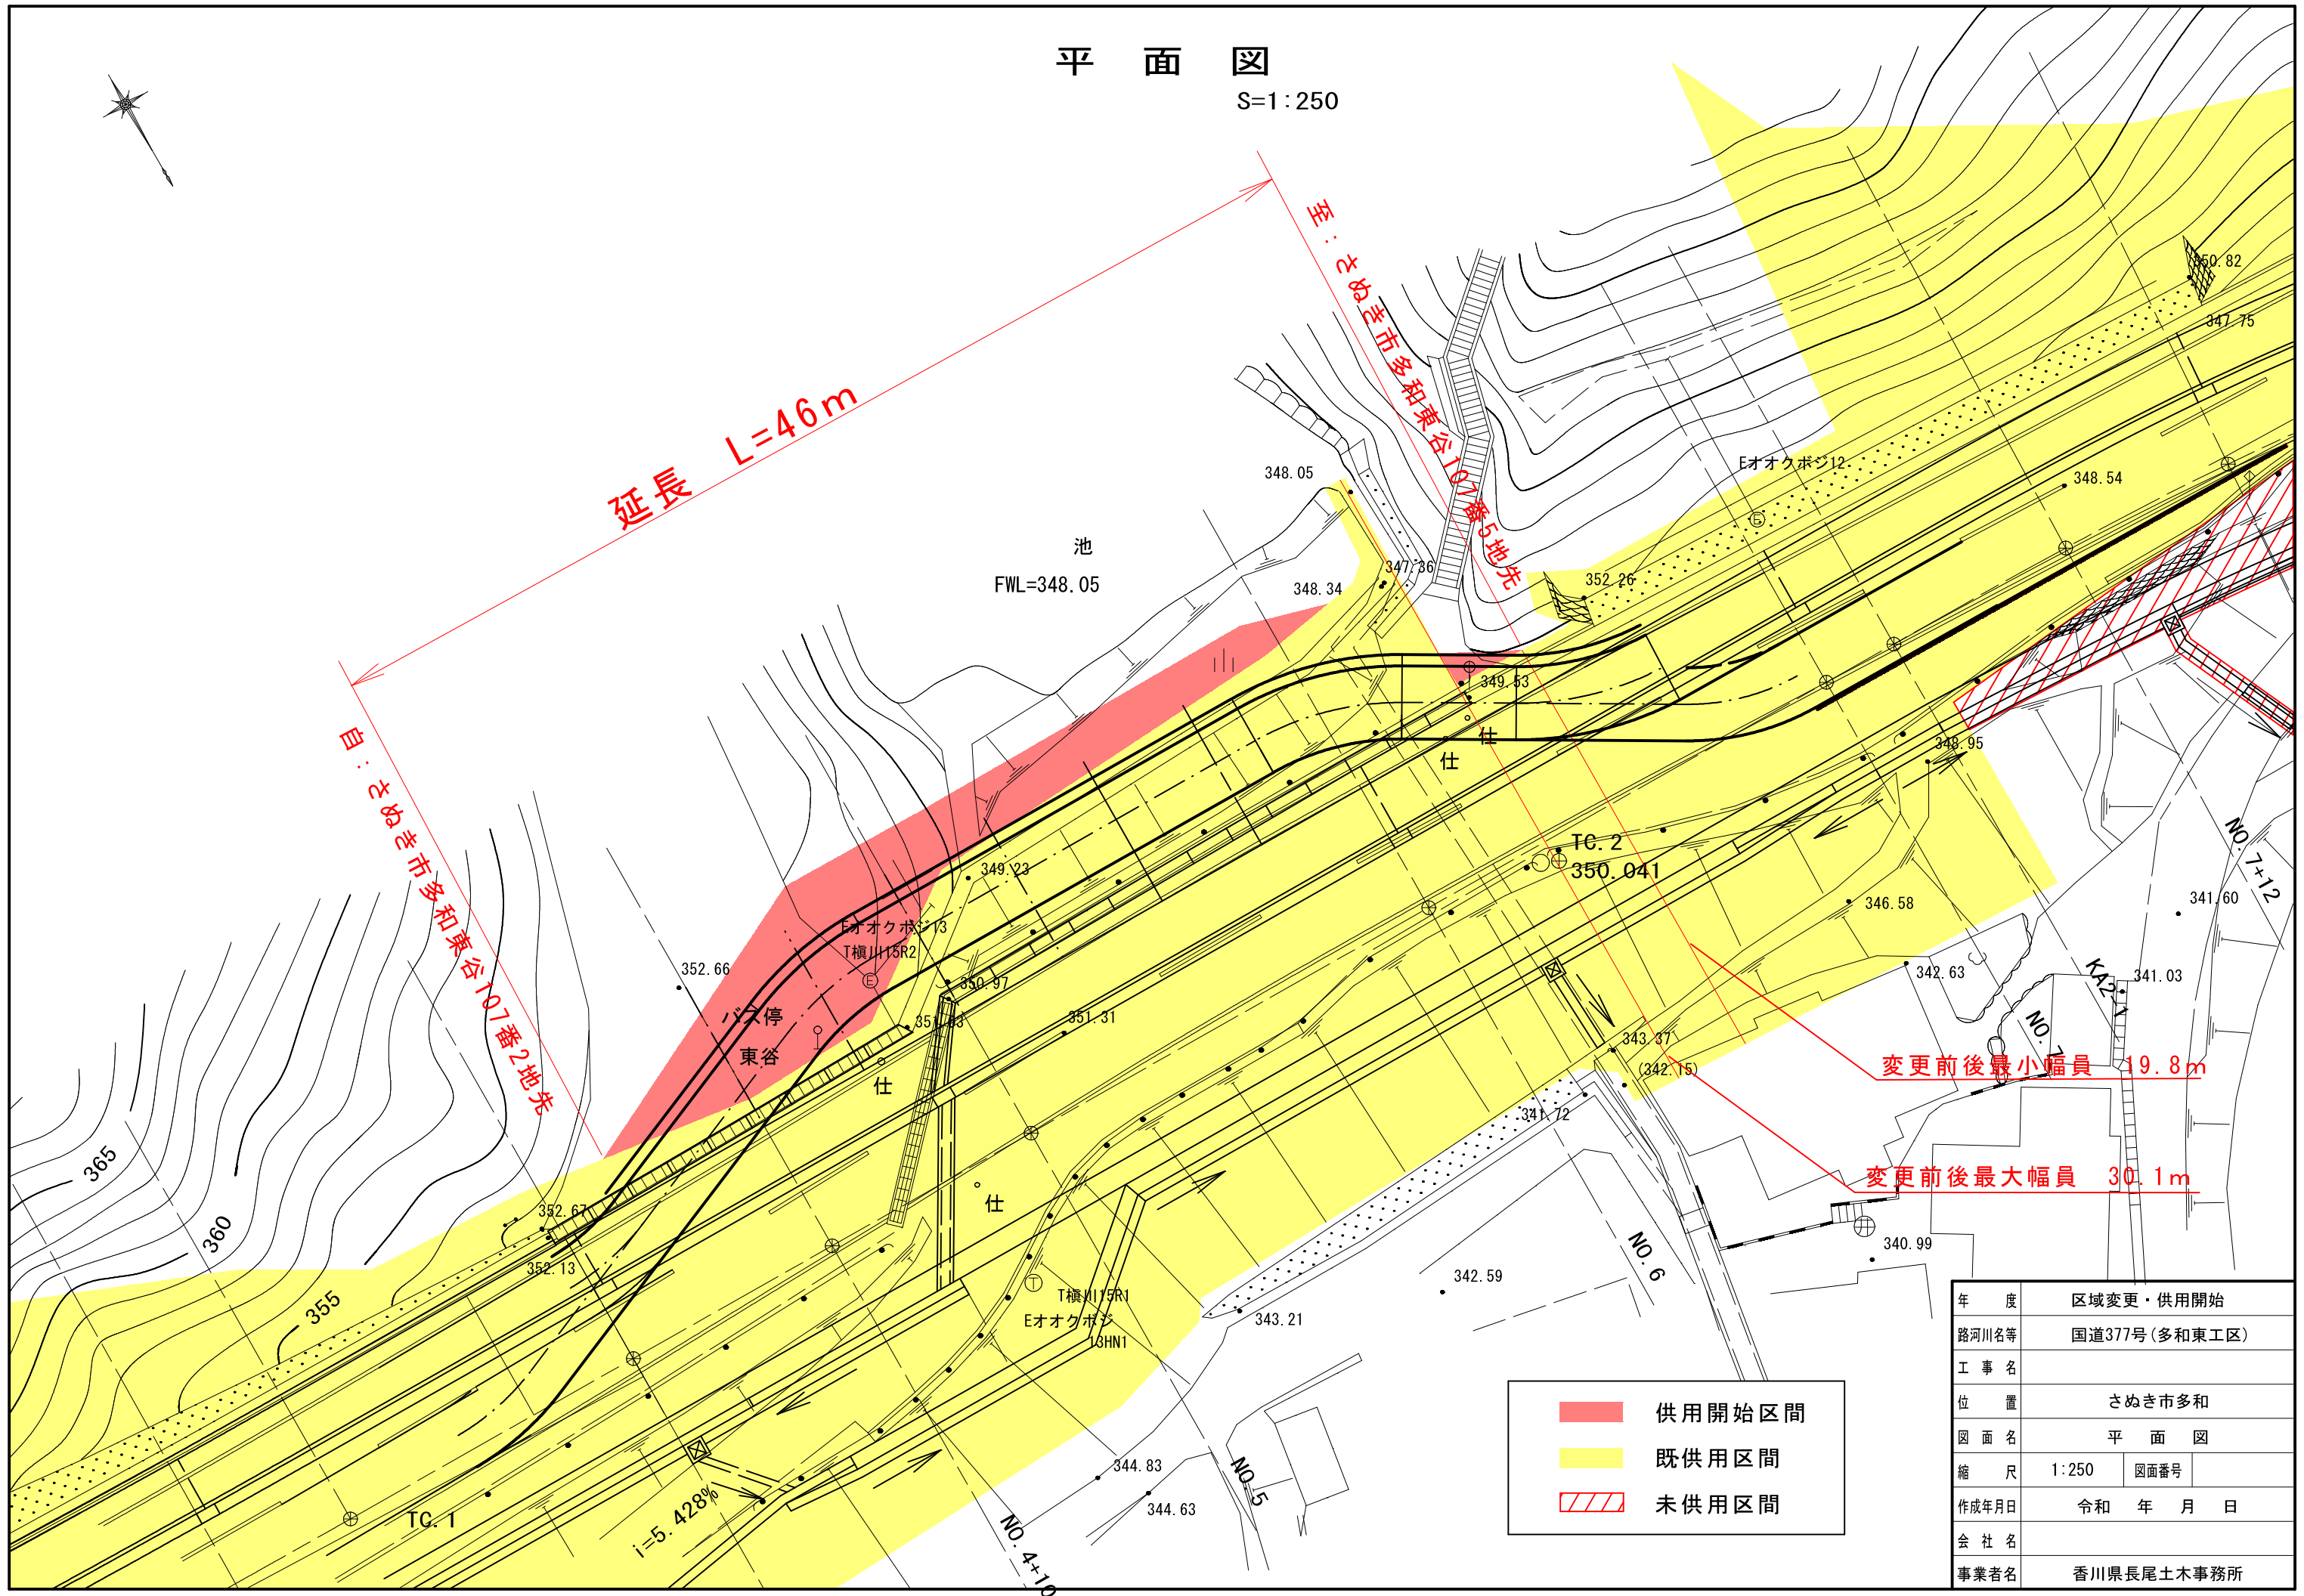 平 面 図
S=1:250
延長 L=46m
至：さぬき市多和東谷107番5地先
自：さぬき市多和東谷107番2地先
350.82
347.75
348.05
Eオオクボジ12
348.54
池
FWL=348.05
347.36
348.34
352.26
349.53
仕
仕
348.95
TC.2
350.041
349.23
346.58
NO.7+12
341.60
Eオオクボジ13
T槇川15R2
352.66
350.97
342.63
KA2-1
341.03
バス停
東谷
351.31
343.37
NO.7
変更前後最小幅員 19.8m
(342.15)
仕
341.72
365
変更前後最大幅員 30.1m
仕
352.67
360
352.13
NO.6
340.99
342.59
355
T槇川15R1
Eオオクボジ
13HN1
343.21
344.83
344.63
NO.5
TC.1
i=5.428%
NO.4+10
供用開始区間
既供用区間
未供用区間
年 度 区域変更・供用開始
路河川名等 国道377号(多和東工区)
工 事 名
位 置 さぬき市多和
図 面 名 平 面 図
縮 尺 1:250 図面番号
作成年月日 令和 年 月 日
会 社 名
事業者名 香川県長尾土木事務所